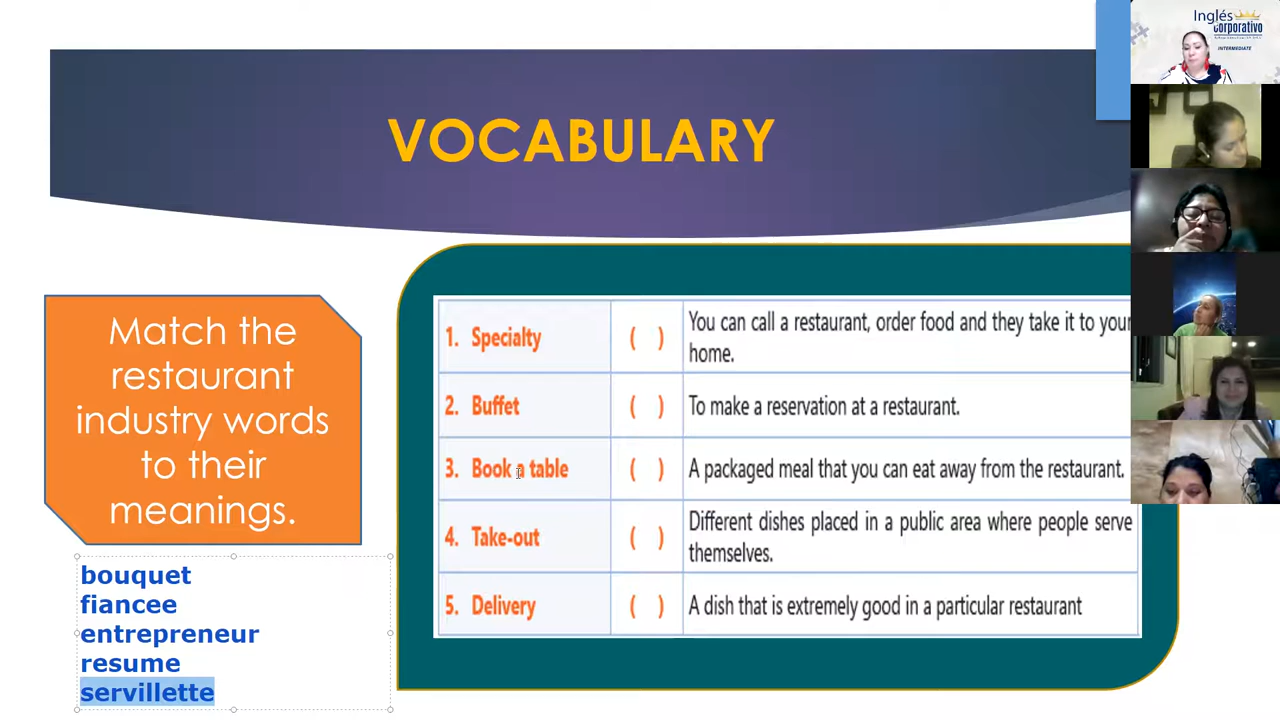 Inglés
Corporativo
INTERMEDIATE
VOCABULARY
Match the
restaurant
industry words
to their
meanings.
bouquet
fiancee
entrepreneur
resume
servillette
1. Specialty ( ) You can call a restaurant, order food and they take it to your
home.
2. Buffet ( ) To make a reservation at a restaurant.
3. Book a table ( ) A packaged meal that you can eat away from the restaurant.
4. Take-out ( ) Different dishes placed in a public area where people serve
themselves.
5. Delivery ( ) A dish that is extremely good in a particular restaurant